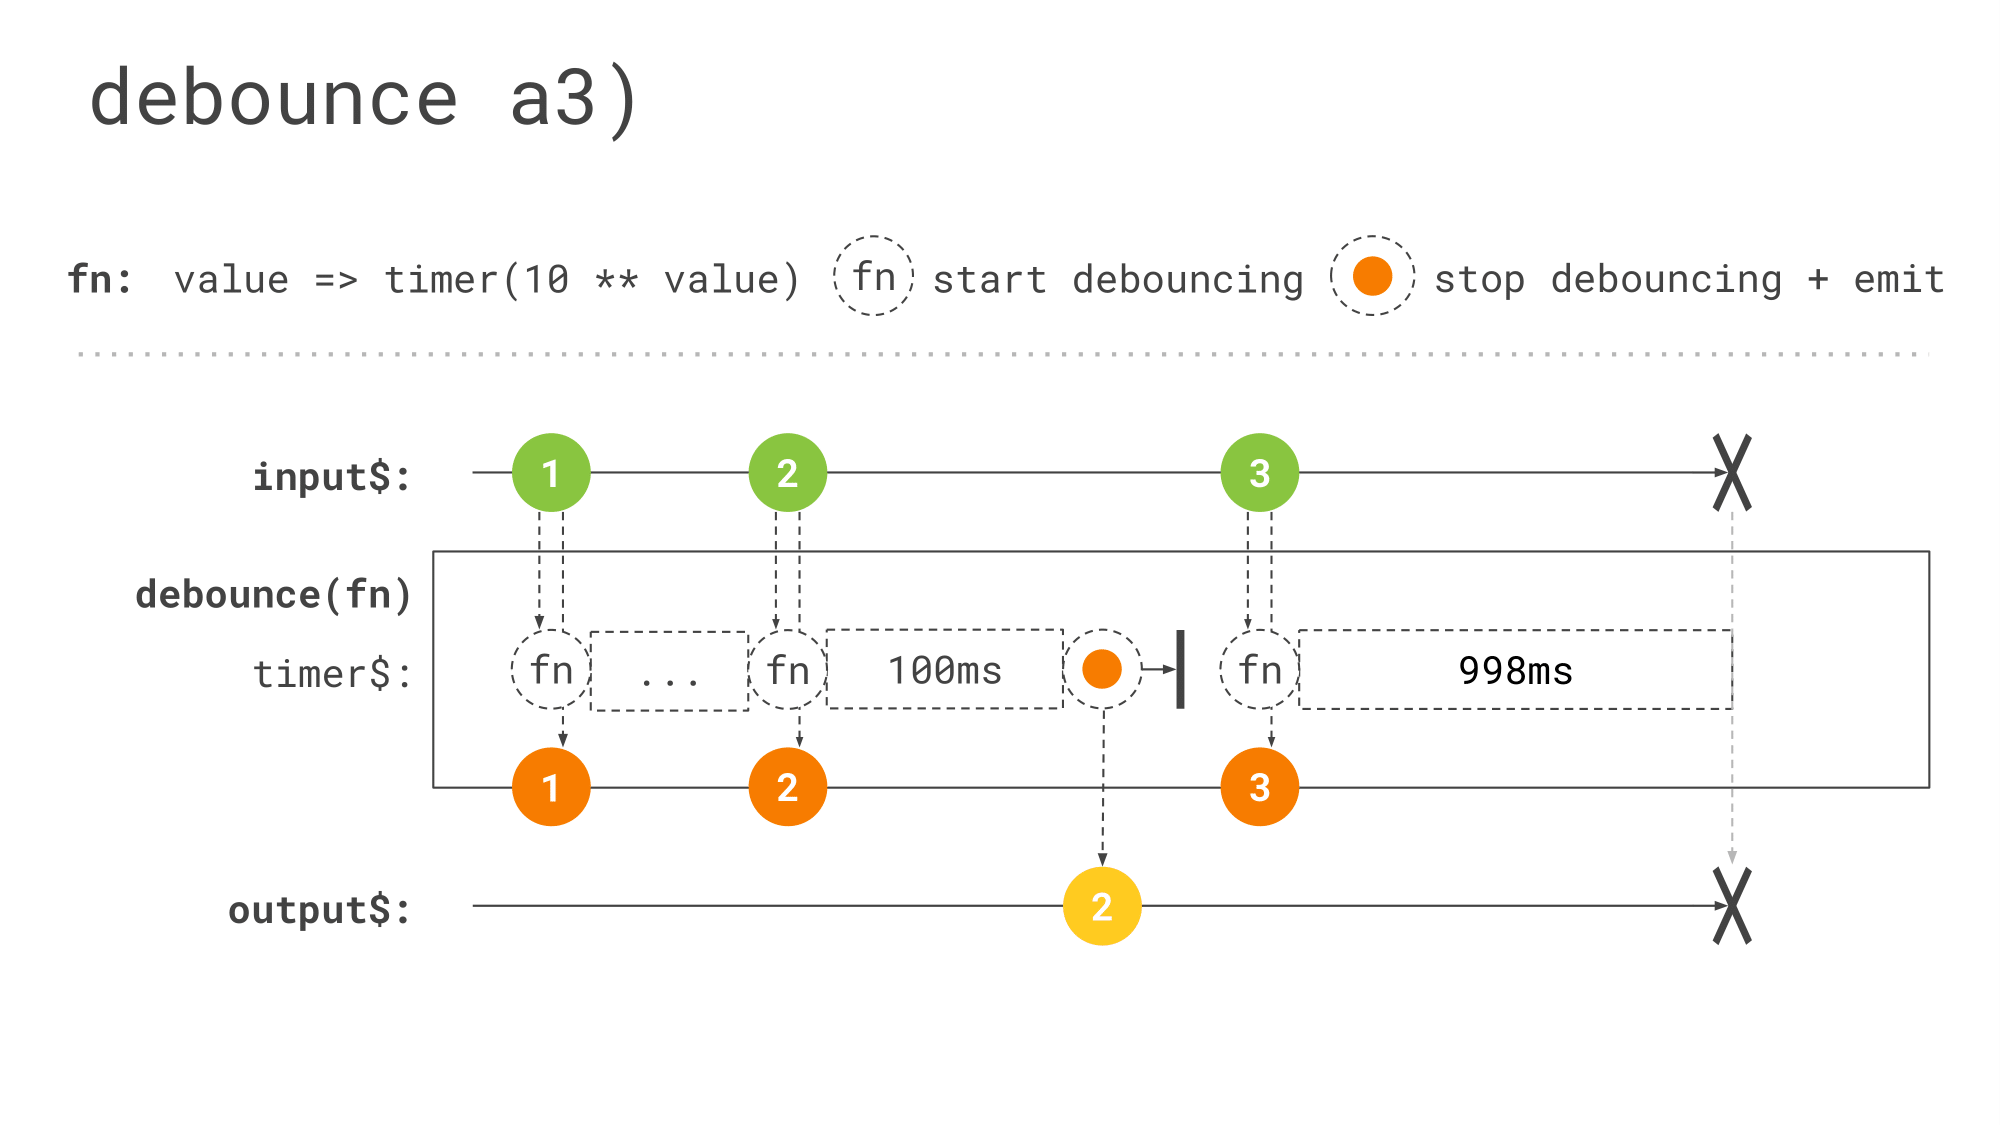 debounce a3)
fn: value => timer(10 ** value) fn start debouncing stop debouncing + emit
input$: 1 2 3
debounce(fn)
timer$: fn ... fn 100ms fn 998ms
1 2 3
output$: 2